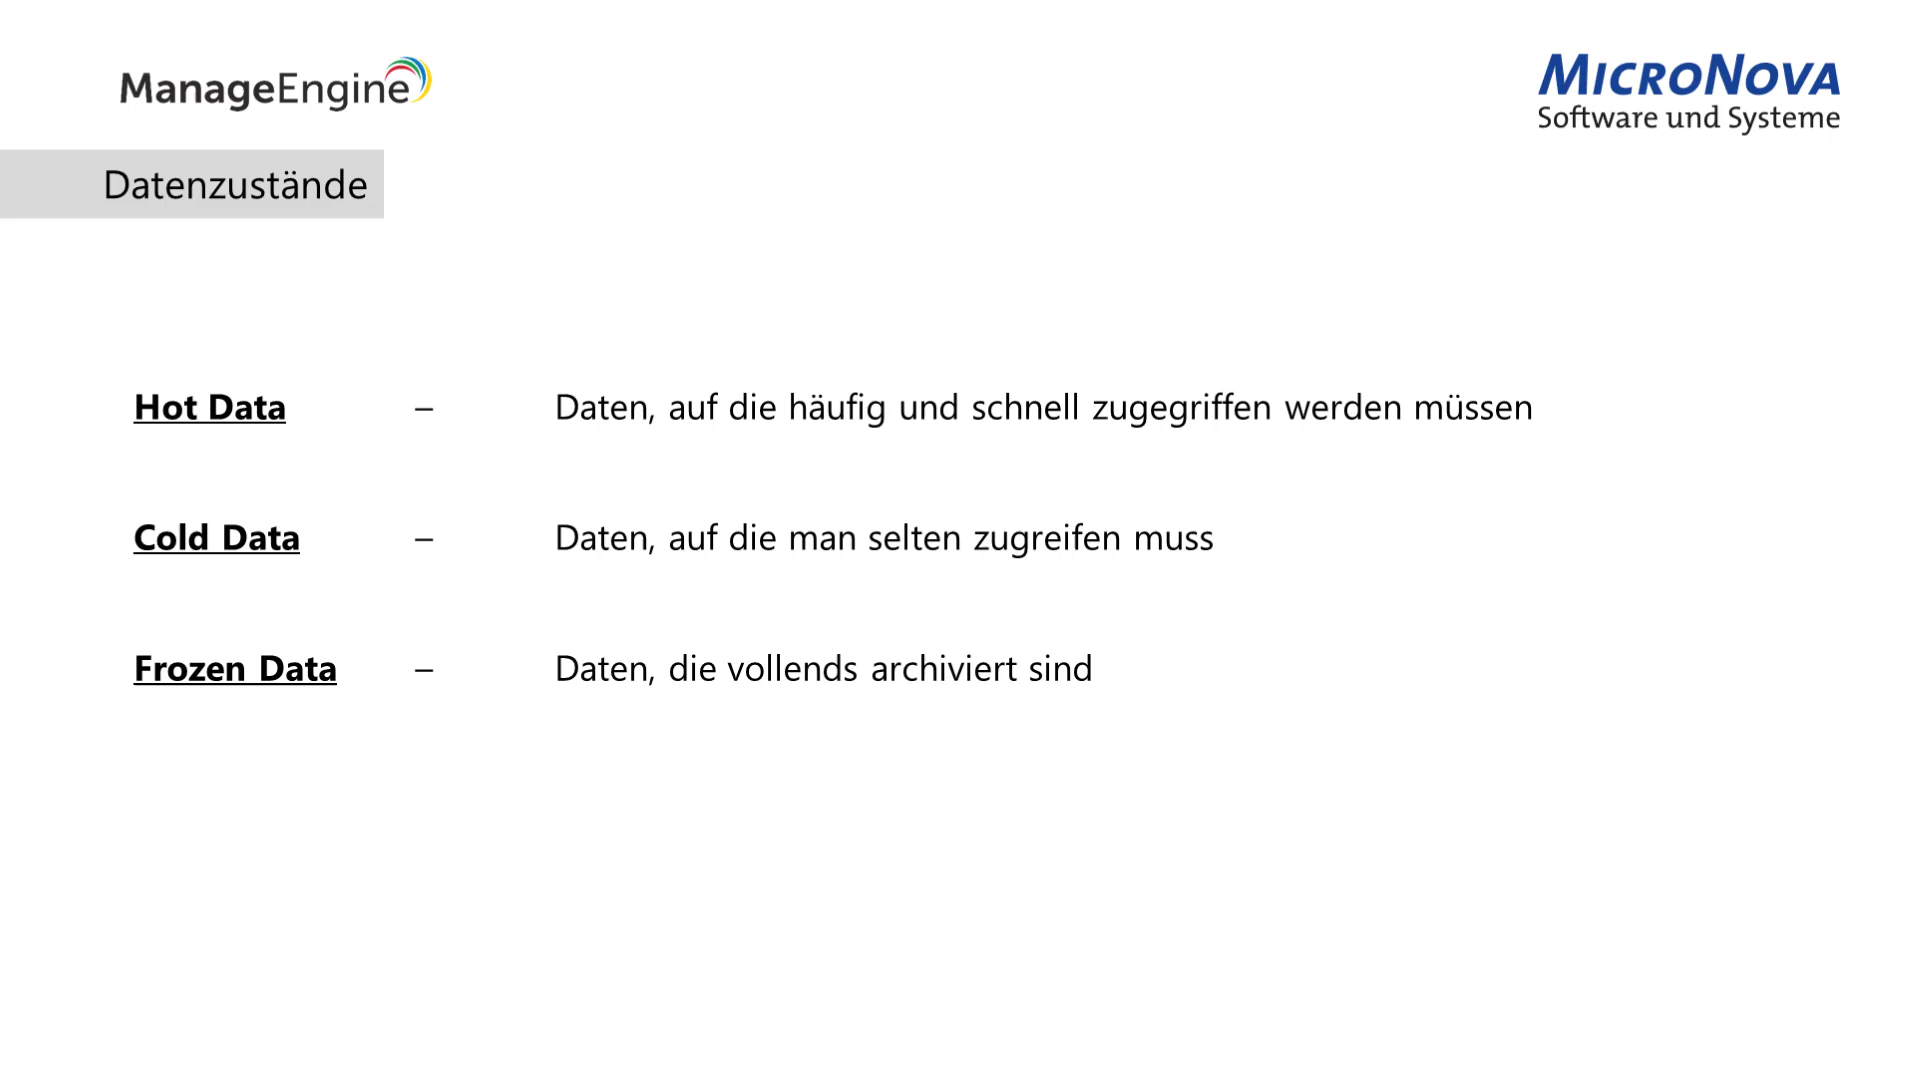 ManageEngine
MICRONOVA
Software und Systeme
Datenzustände
Hot Data – Daten, auf die häufig und schnell zugegriffen werden müssen
Cold Data – Daten, auf die man selten zugreifen muss
Frozen Data – Daten, die vollends archiviert sind